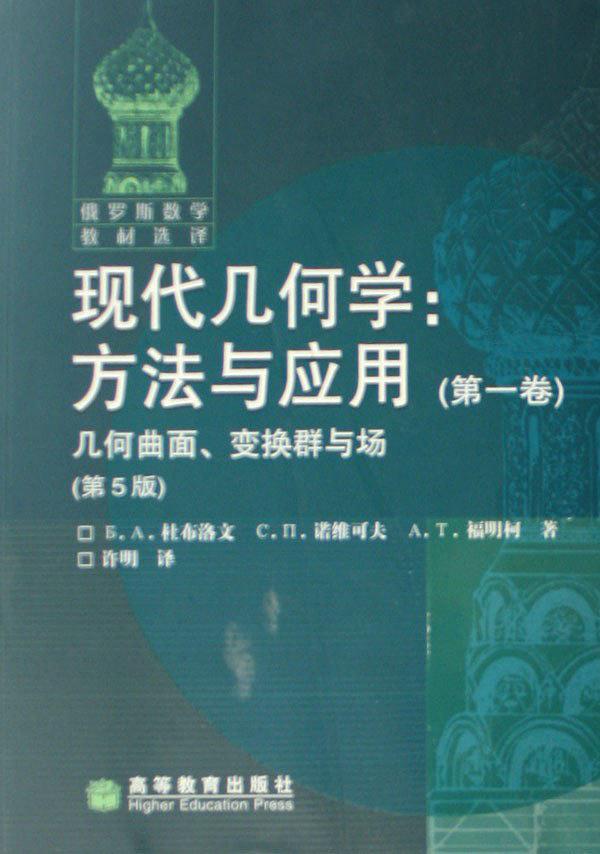 俄罗斯数学
教材选译
现代几何学：
方法与应用 (第一卷)
几何曲面、变换群与场
(第5版)
□ Б. А. 杜布洛文 С. П. 诺维可夫 А. Т. 福明柯 著
□ 许明 译
高等教育出版社
Higher Education Press